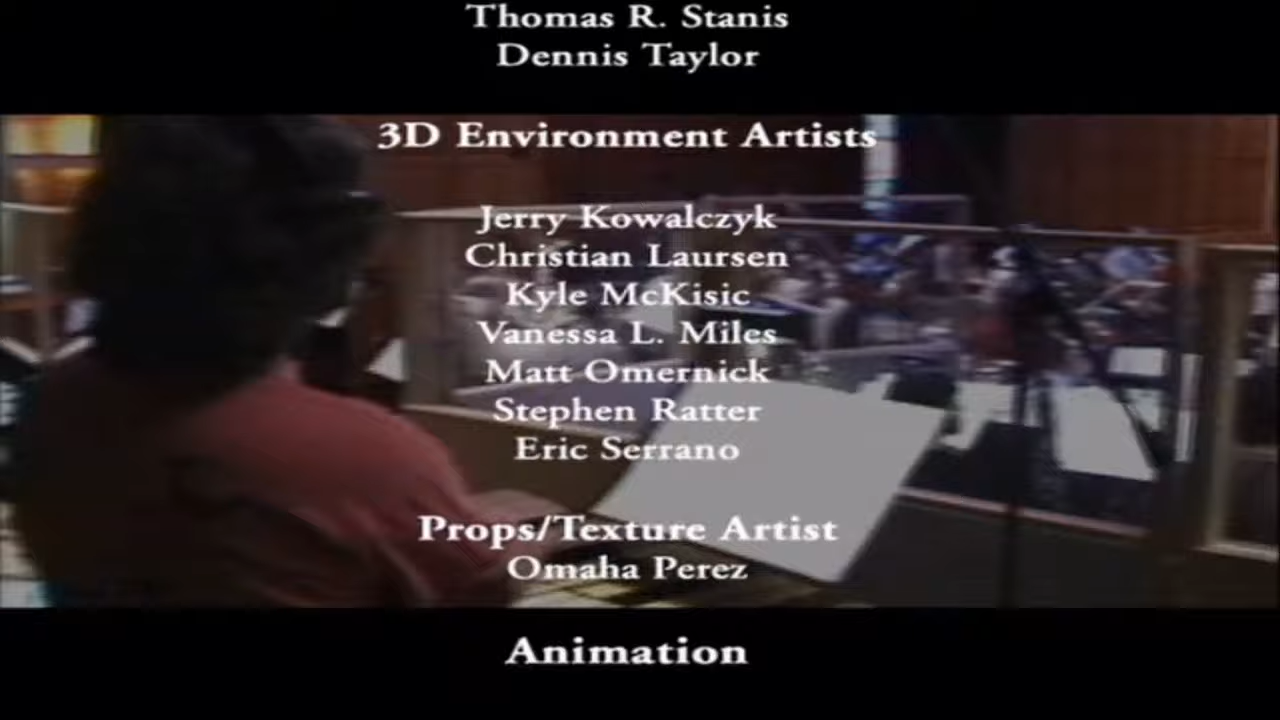 Thomas R. Stanis
Dennis Taylor
3D Environment Artists
Jerry Kowalczyk
Christian Laursen
Kyle McKisic
Vanessa L. Miles
Matt Omernick
Stephen Ratter
Eric Serrano
Props/Texture Artist
Omaha Perez
Animation